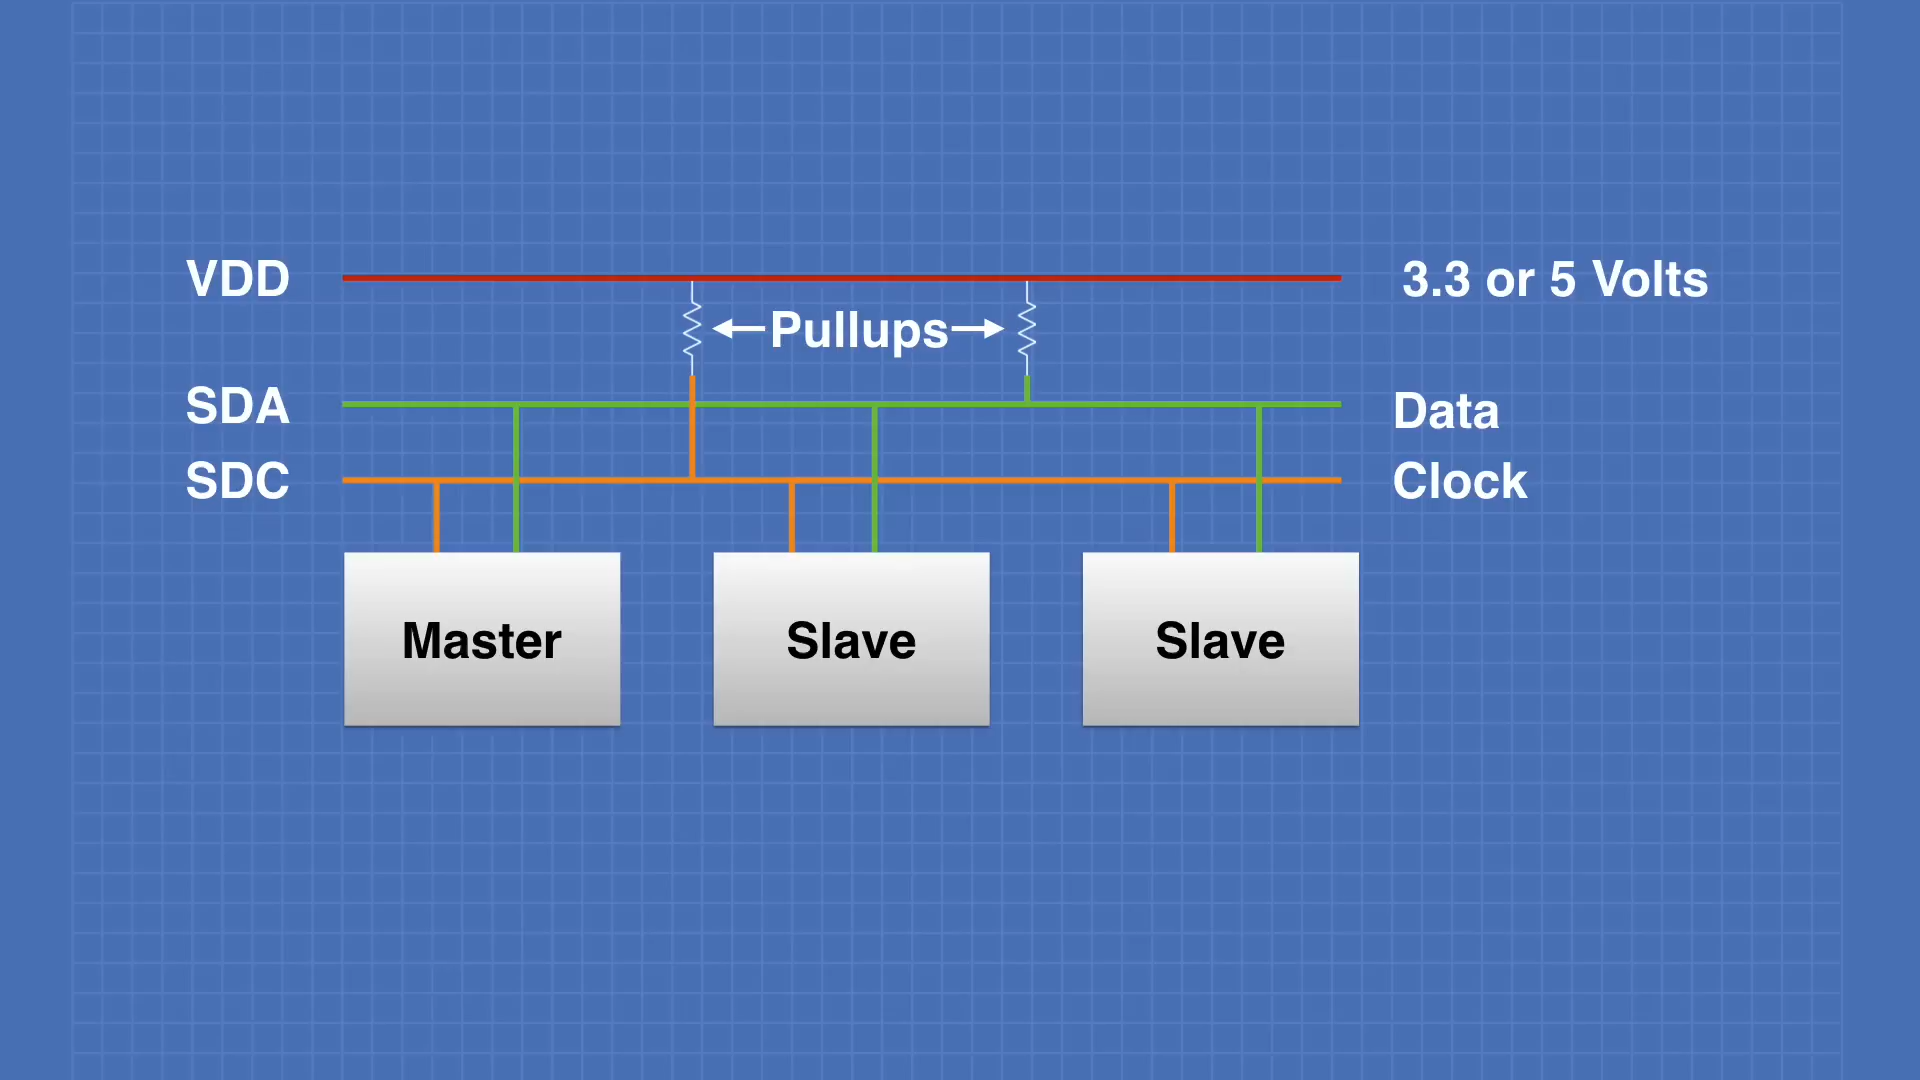 VDD
3.3 or 5 Volts
Pullups
SDA
Data
SDC
Clock
Master
Slave
Slave